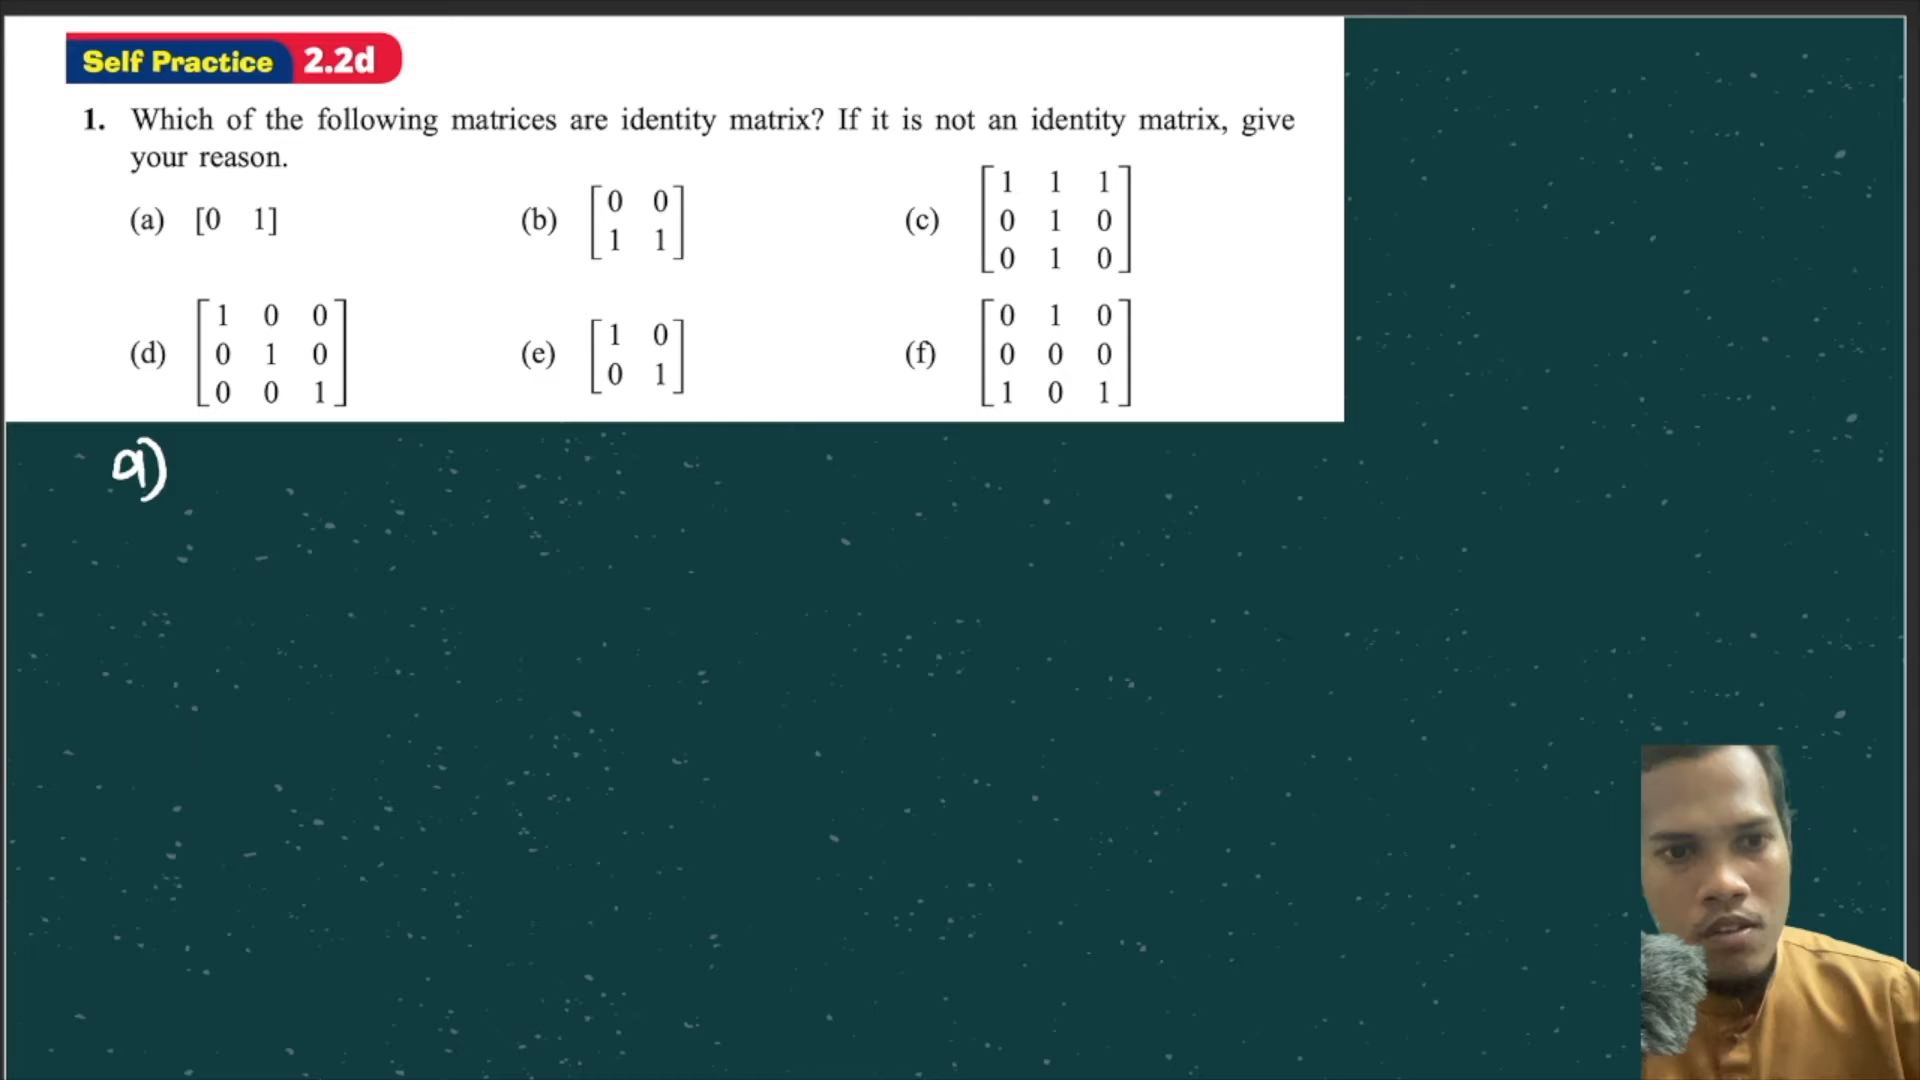 Self Practice 2.2d
1. Which of the following matrices are identity matrix? If it is not an identity matrix, give
your reason.
(a) [0 1]
(b) [0 0
1 1]
(c) [1 1 1
0 1 0
0 1 0]
(d) [1 0 0
0 1 0
0 0 1]
(e) [1 0
0 1]
(f) [0 1 0
0 0 0
1 0 1]
a)